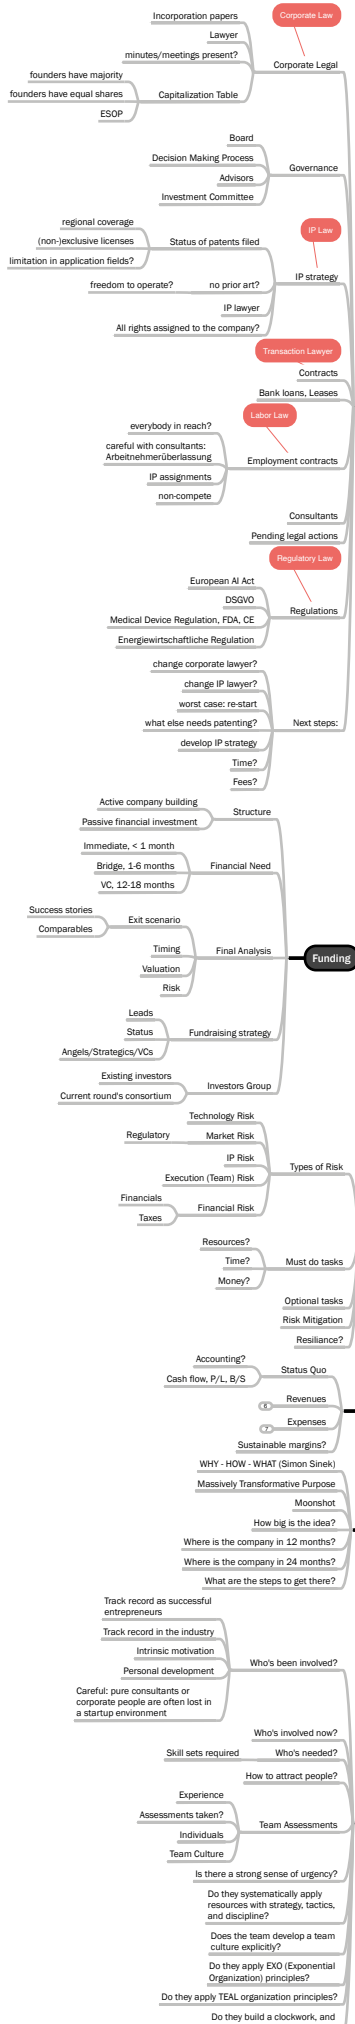 Corporate Law
Incorporation papers
Lawyer
minutes/meetings present?
Corporate Legal
founders have majority
founders have equal shares
Capitalization Table
ESOP
Board
Decision Making Process
Governance
Advisors
Investment Committee
regional coverage
IP Law
(non-)exclusive licenses
Status of patents filed
limitation in application fields?
IP strategy
freedom to operate?
no prior art?
IP lawyer
All rights assigned to the company?
Transaction Lawyer
Contracts
Bank loans, Leases
Labor Law
everybody in reach?
careful with consultants:
Arbeitnehmerüberlassung
Employment contracts
IP assignments
non-compete
Consultants
Pending legal actions
Regulatory Law
European AI Act
DSGVO
Regulations
Medical Device Regulation, FDA, CE
Energiewirtschaftliche Regulation
change corporate lawyer?
change IP lawyer?
worst case: re-start
what else needs patenting?
Next steps:
develop IP strategy
Time?
Fees?
Active company building
Structure
Passive financial investment
Immediate, < 1 month
Bridge, 1-6 months
Financial Need
VC, 12-18 months
Success stories
Exit scenario
Comparables
Timing
Final Analysis
Funding
Valuation
Risk
Leads
Status
Fundraising strategy
Angels/Strategics/VCs
Existing investors
Investors Group
Current round's consortium
Technology Risk
Regulatory
Market Risk
IP Risk
Types of Risk
Execution (Team) Risk
Financials
Financial Risk
Taxes
Resources?
Time?
Must do tasks
Money?
Optional tasks
Risk Mitigation
Resiliance?
Accounting?
Status Quo
Cash flow, P/L, B/S
6
Revenues
7
Expenses
Sustainable margins?
WHY - HOW - WHAT (Simon Sinek)
Massively Transformative Purpose
Moonshot
How big is the idea?
Where is the company in 12 months?
Where is the company in 24 months?
What are the steps to get there?
Track record as successful
entrepreneurs
Track record in the industry
Intrinsic motivation
Who's been involved?
Personal development
Careful: pure consultants or
corporate people are often lost in
a startup environment
Who's involved now?
Skill sets required
Who's needed?
How to attract people?
Experience
Assessments taken?
Team Assessments
Individuals
Team Culture
Is there a strong sense of urgency?
Do they systematically apply
resources with strategy, tactics,
and discipline?
Does the team develop a team
culture explicitly?
Do they apply EXO (Exponential
Organization) principles?
Do they apply TEAL organization principles?
Do they build a clockwork, and